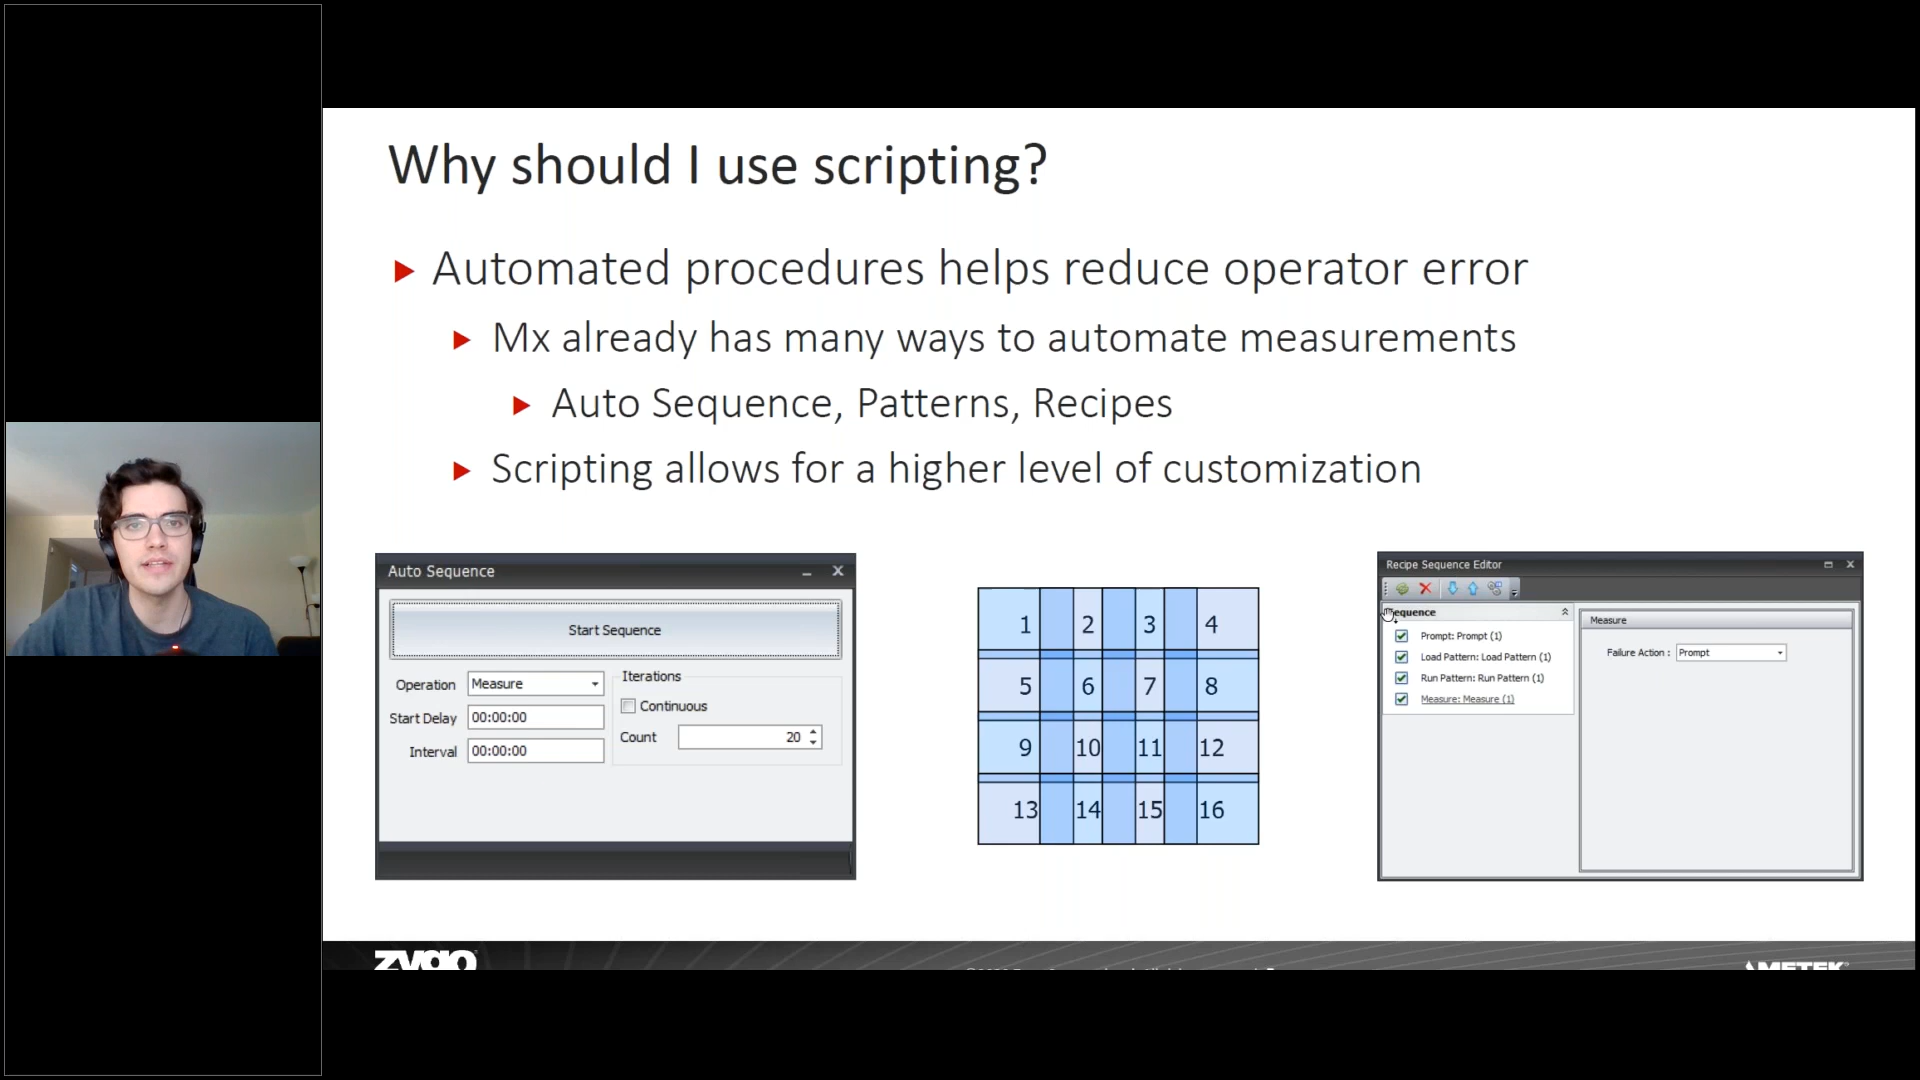 Why should I use scripting?
Automated procedures helps reduce operator error
Mx already has many ways to automate measurements
Auto Sequence, Patterns, Recipes
Scripting allows for a higher level of customization
Auto Sequence
Start Sequence
Operation Measure
Start Delay 00:00:00
Interval 00:00:00
Iterations
Continuous
Count 20
1 2 3 4
5 6 7 8
9 10 11 12
13 14 15 16
Recipe Sequence Editor
equence
Prompt: Prompt (1)
Load Pattern: Load Pattern (1)
Run Pattern: Run Pattern (1)
Measure: Measure (1)
Measure
Failure Action : Prompt
zygo
AMETEK